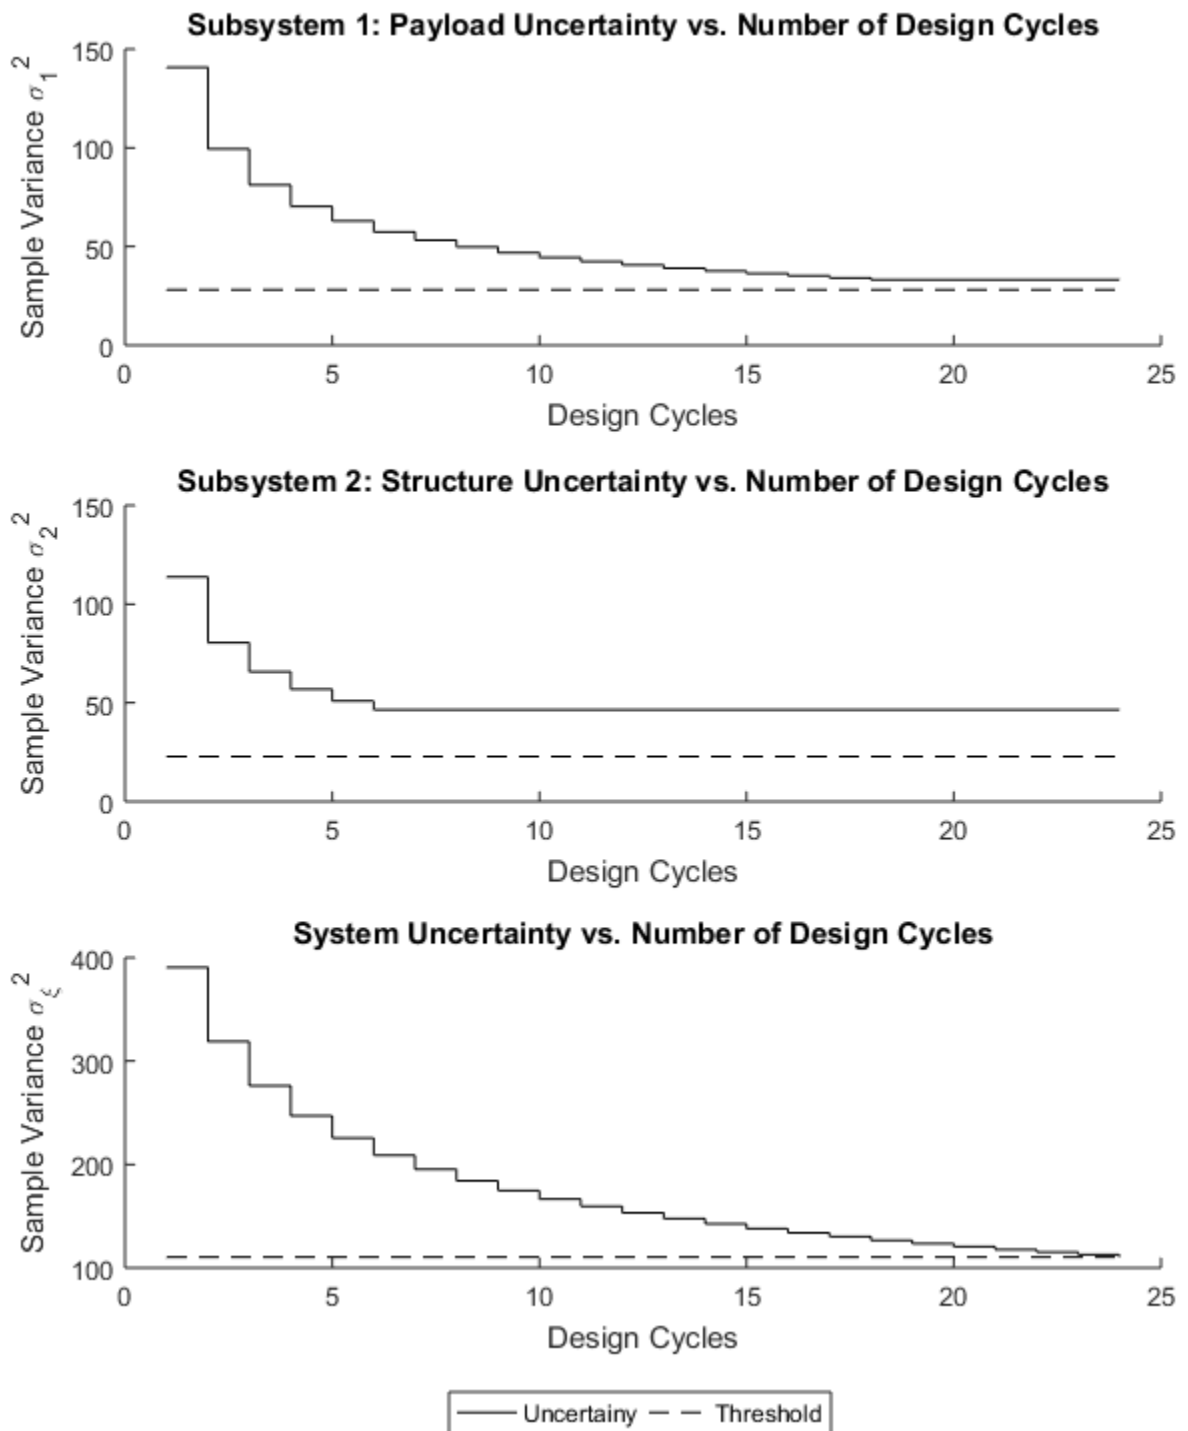 Subsystem 1: Payload Uncertainty vs. Number of Design Cycles
Sample Variance σ₁²
150
100
50
0
0 5 10 15 20 25
Design Cycles
Subsystem 2: Structure Uncertainty vs. Number of Design Cycles
Sample Variance σ₂²
150
100
50
0
0 5 10 15 20 25
Design Cycles
System Uncertainty vs. Number of Design Cycles
Sample Variance σ_ξ²
400
300
200
100
0 5 10 15 20 25
Design Cycles
Uncertainy Threshold